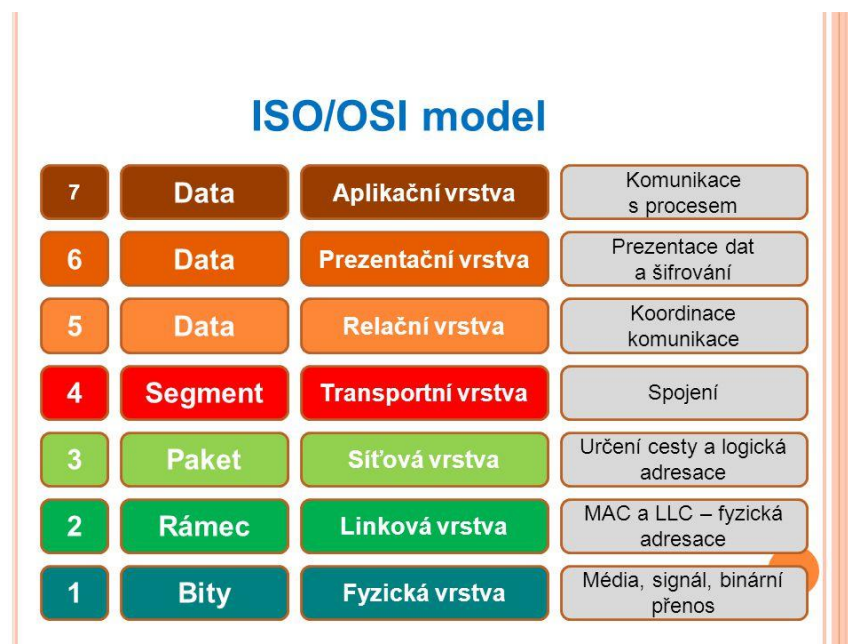 ISO/OSI model
7
Data
Aplikační vrstva
Komunikace
s procesem
6
Data
Prezentační vrstva
Prezentace dat
a šifrování
5
Data
Relační vrstva
Koordinace
komunikace
4
Segment
Transportní vrstva
Spojení
3
Paket
Síťová vrstva
Určení cesty a logická
adresace
2
Rámec
Linková vrstva
MAC a LLC – fyzická
adresace
1
Bity
Fyzická vrstva
Média, signál, binární
přenos